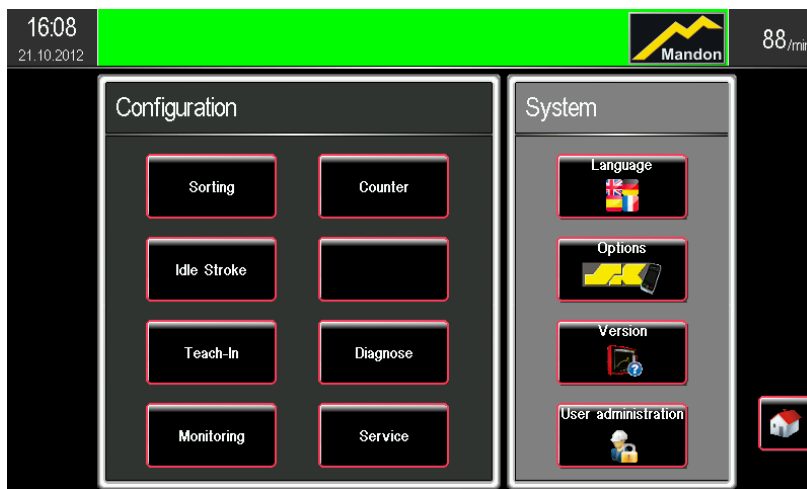 16:08
21.10.2012
Mandon
88/min
Configuration
Sorting
Counter
Idle Stroke
Teach-In
Diagnose
Monitoring
Service
System
Language
Options
Version
User administration